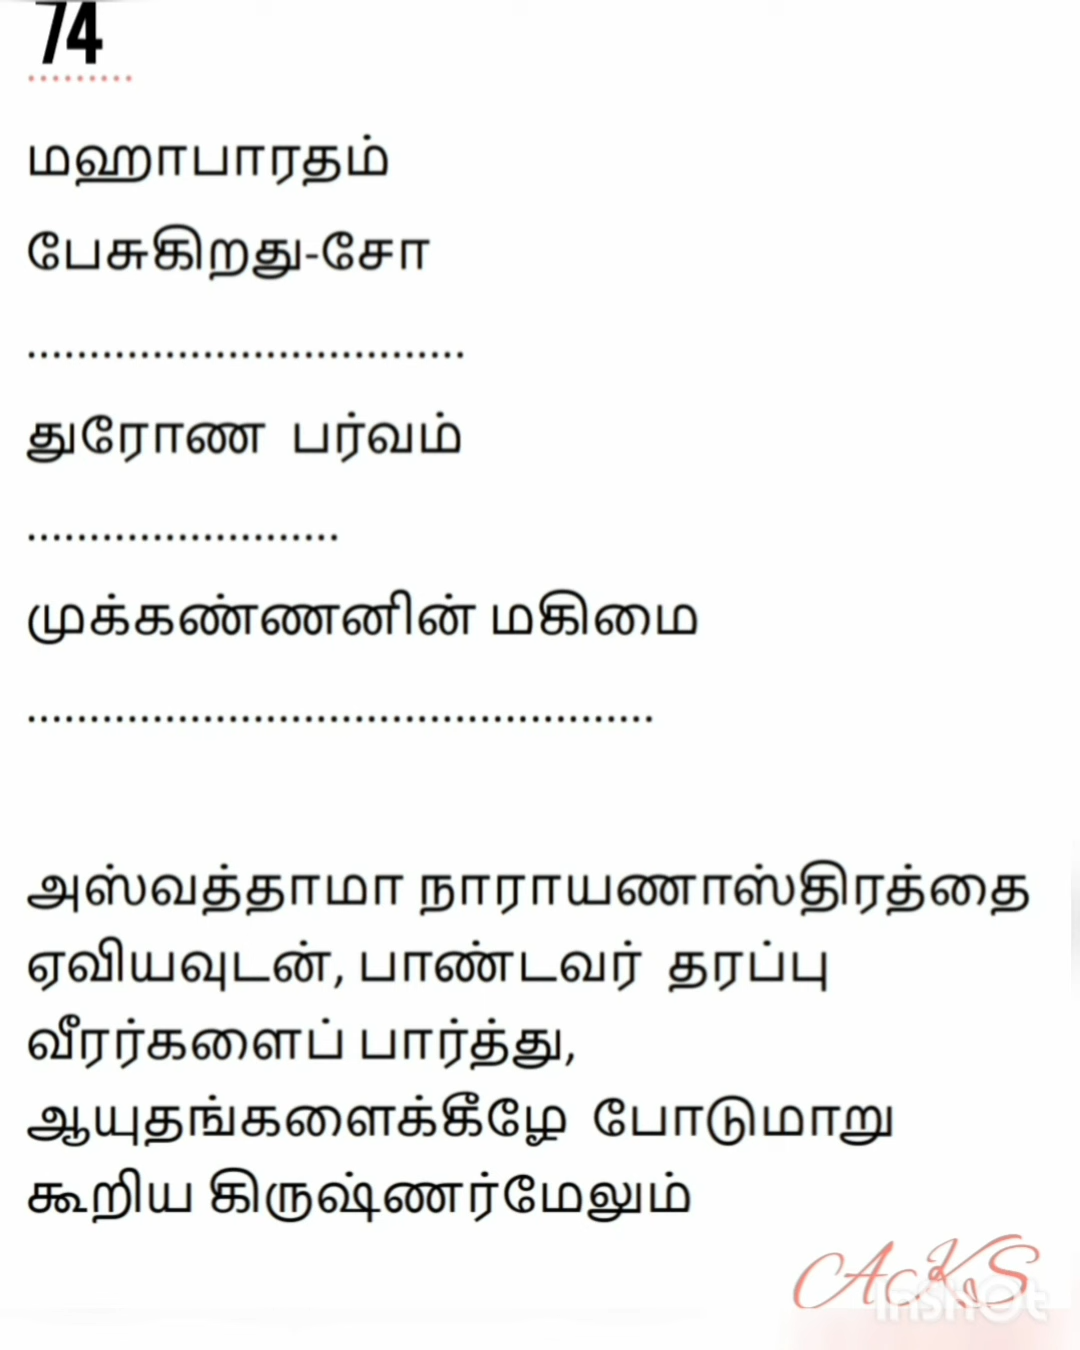 74
.........
மஹாபாரதம்
பேசுகிறது-சோ
...................................
துரோண பர்வம்
.........................
முக்கண்ணனின் மகிமை
..................................................
அஸ்வத்தாமா நாராயணாஸ்திரத்தை
ஏவியவுடன், பாண்டவர் தரப்பு
வீரர்களைப் பார்த்து,
ஆயுதங்களைக்கீழே போடுமாறு
கூறிய கிருஷ்ணர்மேலும்
AcKS
InShOt